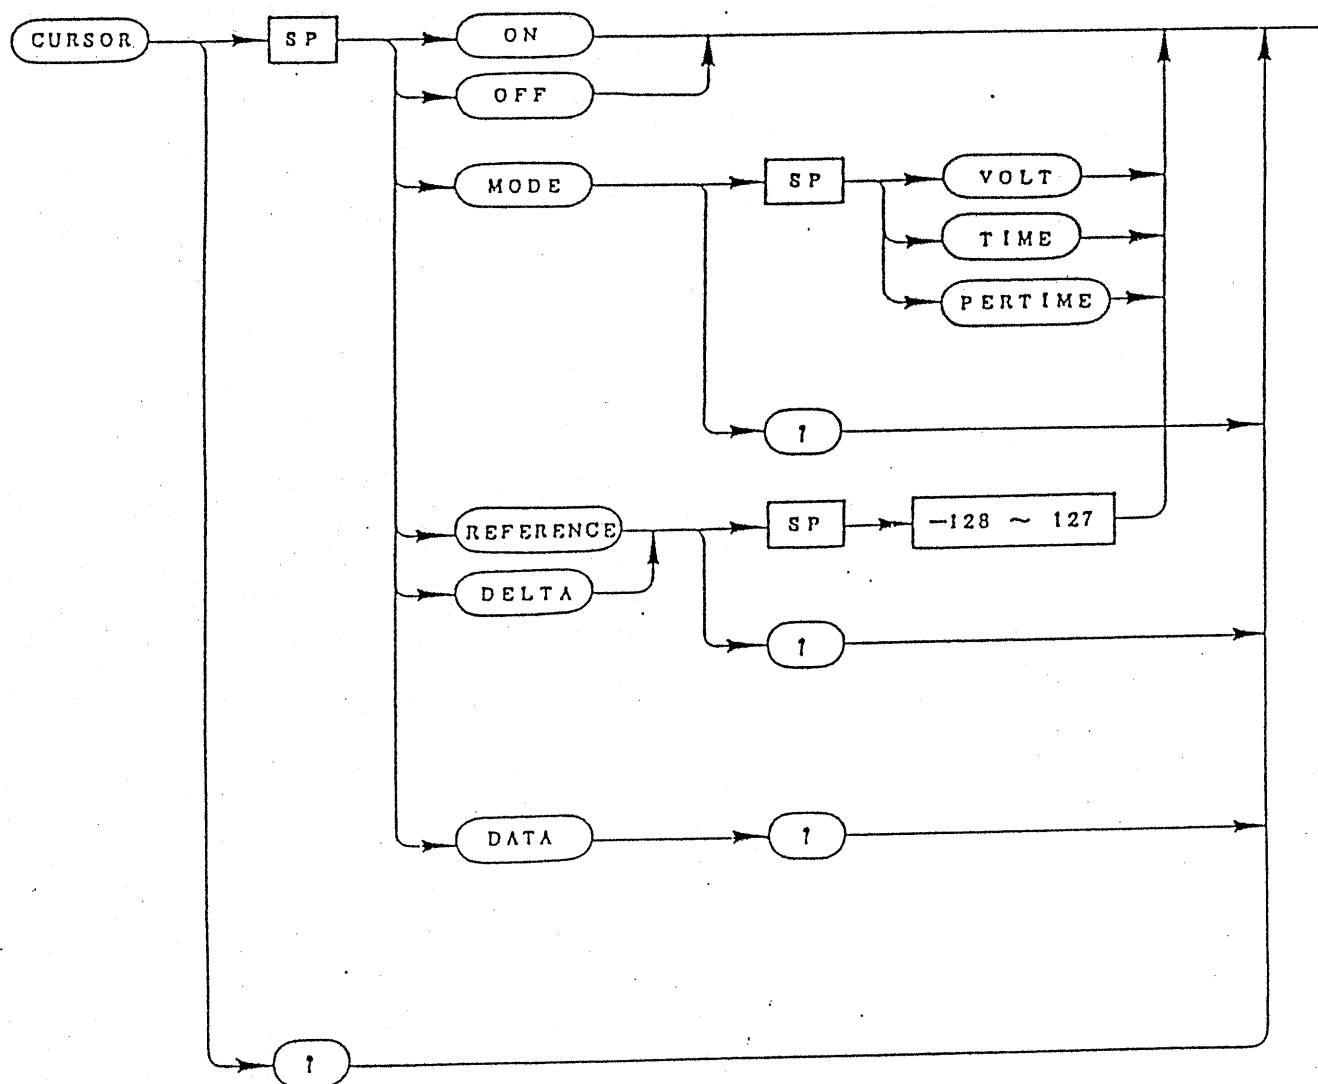 CURSOR SP ON
OFF
MODE SP VOLT
TIME
PERTIME
?
REFERENCE SP −128 ~ 127
DELTA
?
DATA ?
?